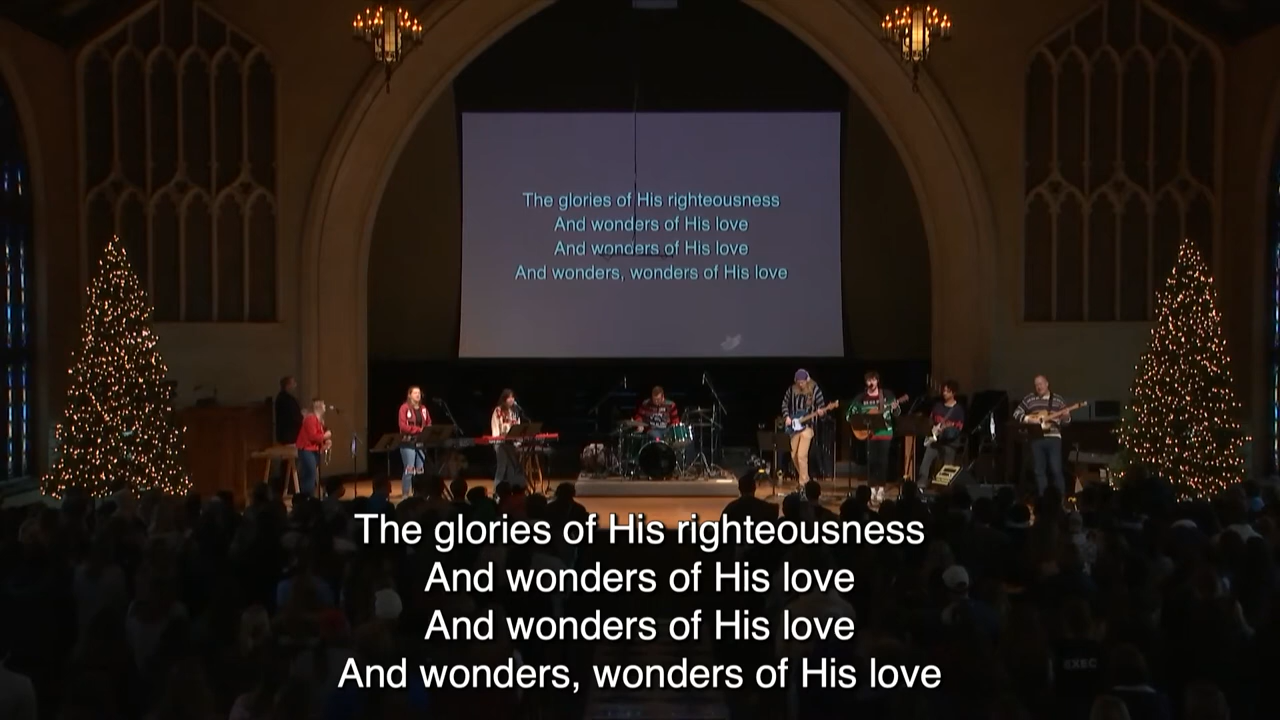 The glories of His righteousness
And wonders of His love
And wonders of His love
And wonders, wonders of His love
The glories of His righteousness
And wonders of His love
And wonders of His love
And wonders, wonders of His love
EXEC